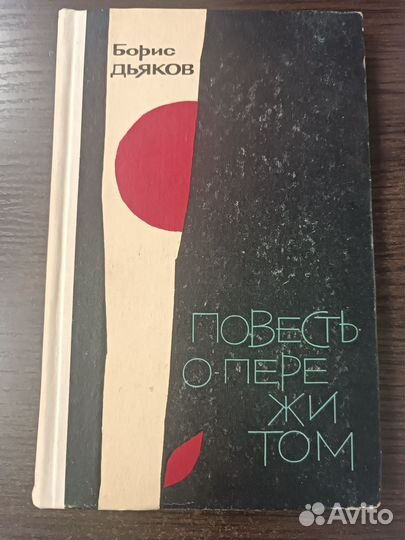 Борис
ДЬЯКОВ
ПОВЕСТЬ
О·ПЕРЕ
ЖИ
ТОМ
Avito